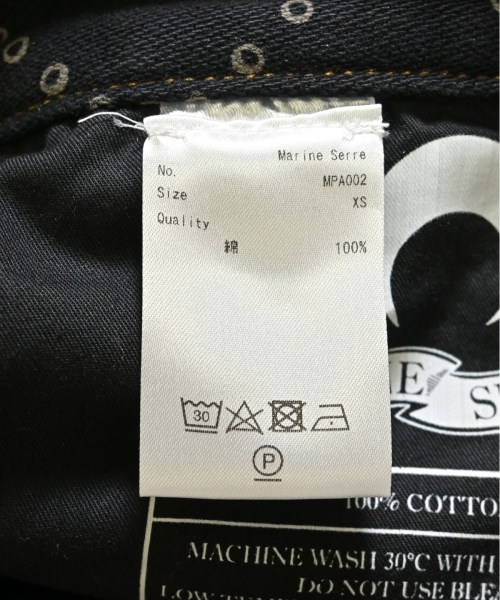 Marine Serre
No. MPA002
Size XS
Quality
綿 100%
30
P
100% COTTO
MACHINE WASH 30°C WITH
DO NOT USE BLEA